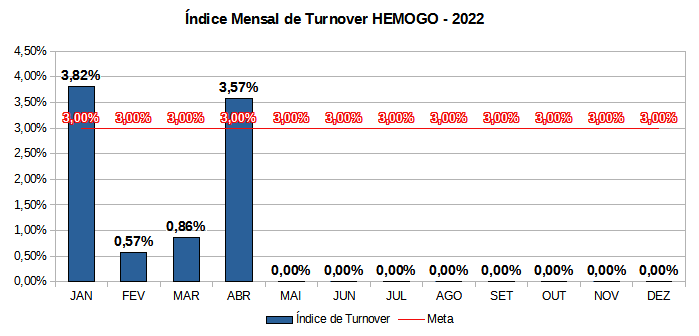 Índice Mensal de Turnover HEMOGO - 2022
4,50%
4,00%
3,50%
3,00%
2,50%
2,00%
1,50%
1,00%
0,50%
0,00%
3,82% 0,57% 0,86% 3,57% 0,00% 0,00% 0,00% 0,00% 0,00% 0,00% 0,00% 0,00%
3,00% 3,00% 3,00% 3,00% 3,00% 3,00% 3,00% 3,00% 3,00% 3,00% 3,00% 3,00%
JAN FEV MAR ABR MAI JUN JUL AGO SET OUT NOV DEZ
Índice de Turnover Meta